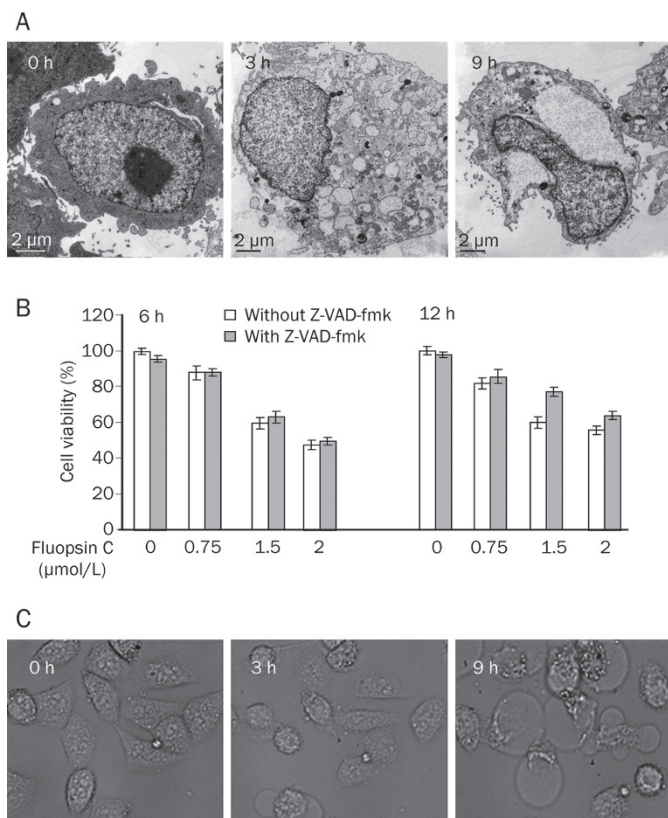 A
0 h
3 h
9 h
2 µm
2 µm
2 µm
B
120
100
80
60
40
20
0
Cell viability (%)
6 h
Without Z-VAD-fmk
With Z-VAD-fmk
12 h
Fluopsin C
(µmol/L)
0 0.75 1.5 2 0 0.75 1.5 2
C
0 h
3 h
9 h